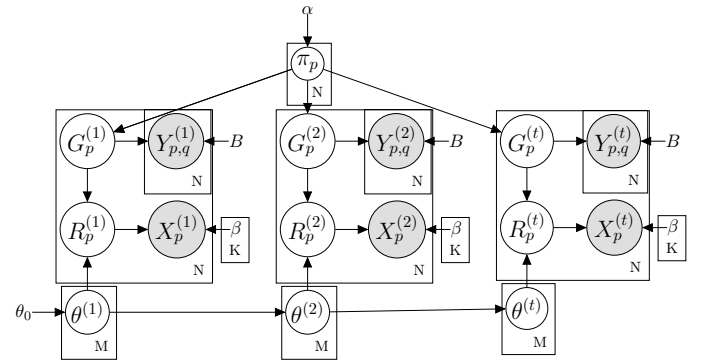 α
π_p
N
G_p^{(1)} Y_{p,q}^{(1)} B G_p^{(2)} Y_{p,q}^{(2)} B G_p^{(t)} Y_{p,q}^{(t)} B
N N N
R_p^{(1)} X_p^{(1)} β R_p^{(2)} X_p^{(2)} β R_p^{(t)} X_p^{(t)} β
K K K
N N N
θ_0 θ^{(1)} θ^{(2)} θ^{(t)}
M M M